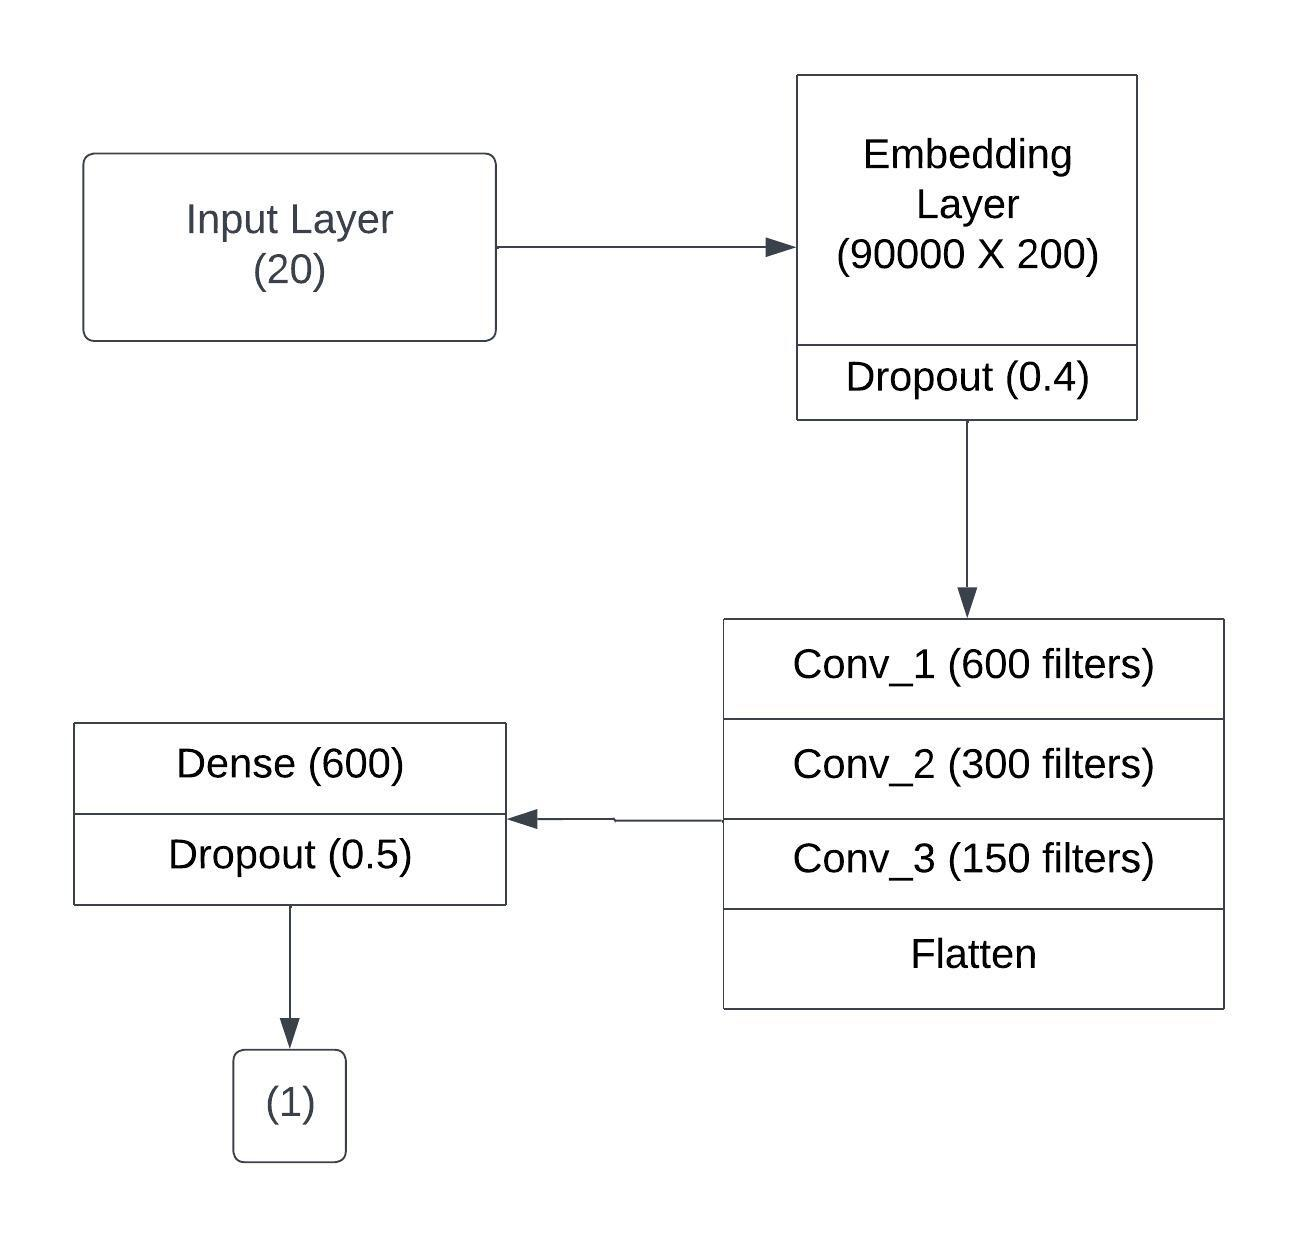 Input Layer
(20)
Embedding
Layer
(90000 X 200)
Dropout (0.4)
Conv_1 (600 filters)
Conv_2 (300 filters)
Conv_3 (150 filters)
Flatten
Dense (600)
Dropout (0.5)
(1)